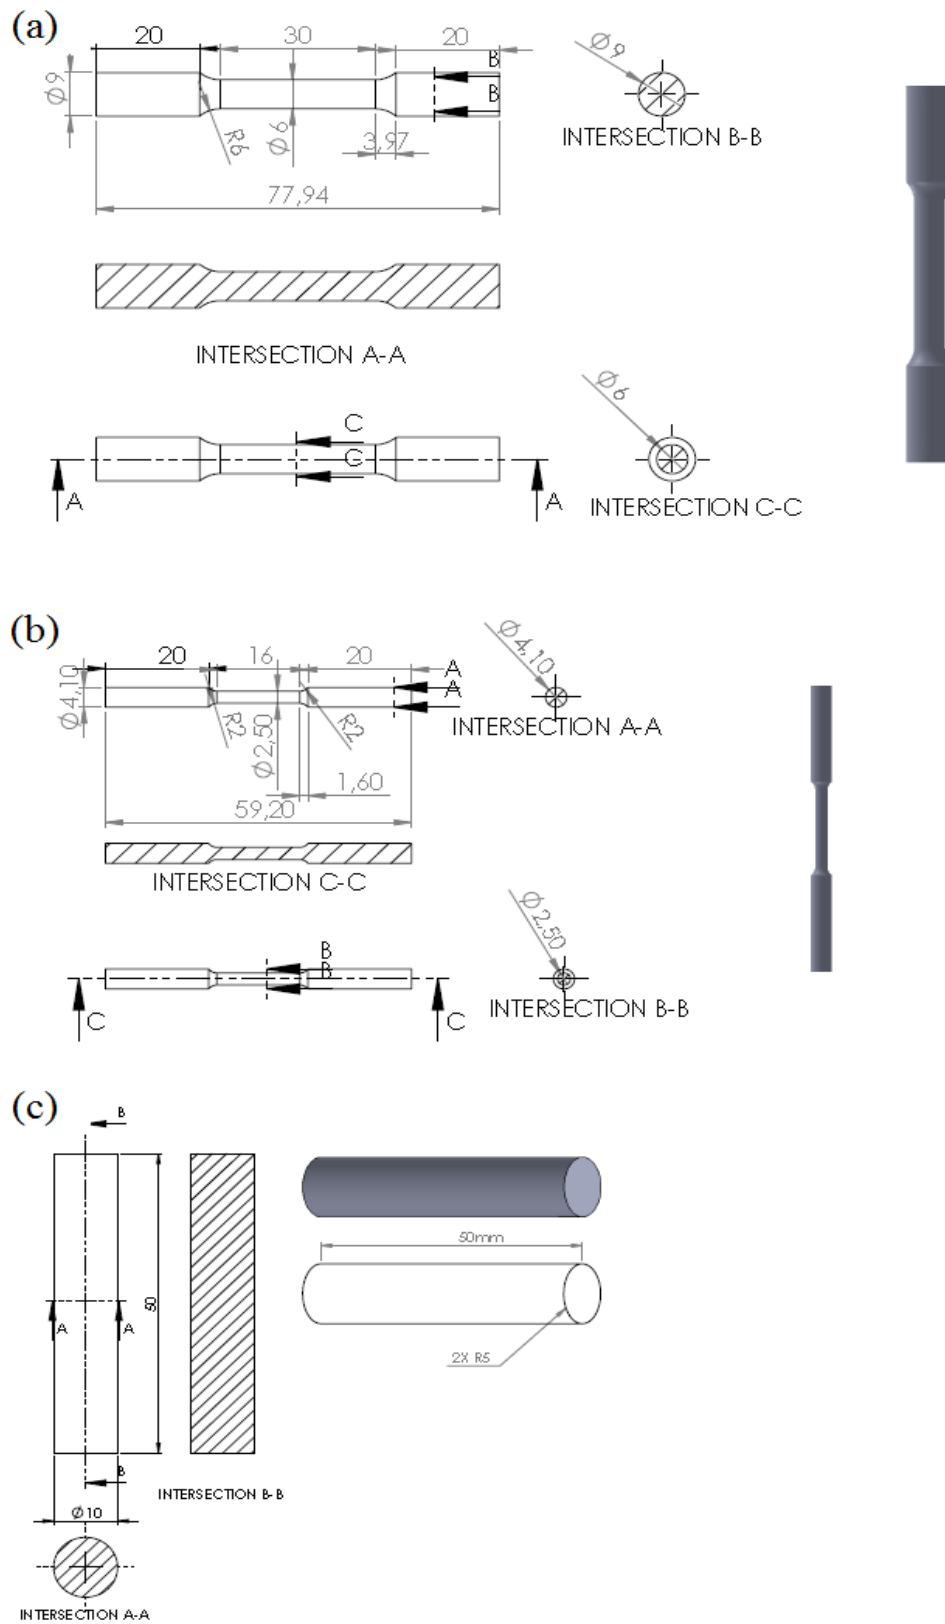 (a)
20 30 20
Ø9
R6
Ø6
3,97
77,94
B
B
Ø9
INTERSECTION B-B
INTERSECTION A-A
C
C
A A
Ø6
INTERSECTION C-C
(b)
20 16 20
Ø4,10
R2
Ø2,50
R2
1,60
59,20
A
A
Ø4,10
INTERSECTION A-A
INTERSECTION C-C
B
B
C C
Ø2,50
INTERSECTION B-B
(c)
B
50
A A
B
INTERSECTION B-B
50mm
2X R5
Ø10
INTERSECTION A-A